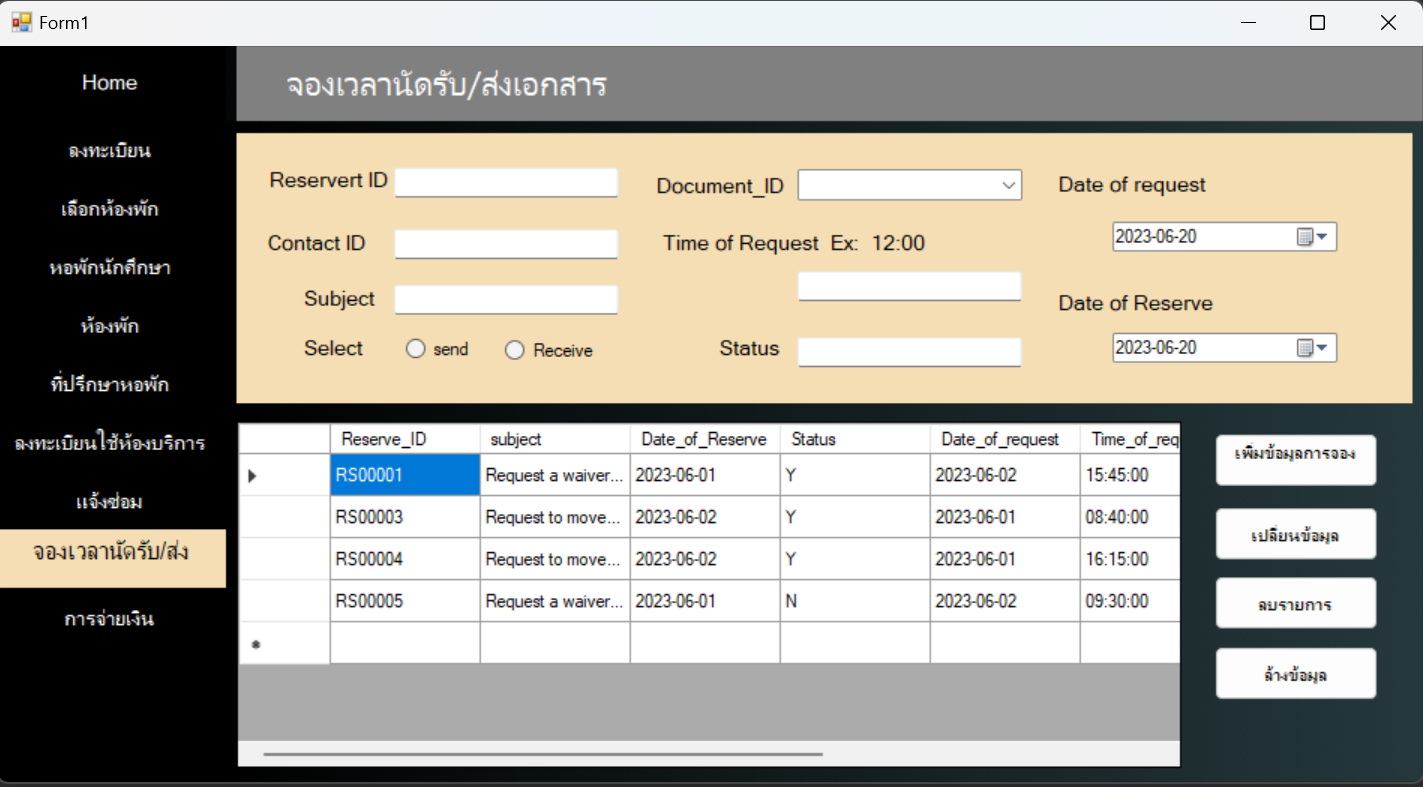 Form1
Home
ลงทะเบียน
เลือกห้องพัก
หอพักนักศึกษา
ห้องพัก
ที่ปรึกษาหอพัก
ลงทะเบียนใช้ห้องบริการ
แจ้งซ่อม
จองเวลานัดรับ/ส่ง
การจ่ายเงิน
จองเวลานัดรับ/ส่งเอกสาร
Reservert ID
Document_ID
Date of request
2023-06-20
Contact ID
Time of Request Ex: 12:00
Subject
Date of Reserve
Select
send
Receive
Status
2023-06-20
Reserve_ID subject Date_of_Reserve Status Date_of_request Time_of_req
RS00001 Request a waiver... 2023-06-01 Y 2023-06-02 15:45:00
RS00003 Request to move... 2023-06-02 Y 2023-06-01 08:40:00
RS00004 Request to move... 2023-06-02 Y 2023-06-01 16:15:00
RS00005 Request a waiver... 2023-06-01 N 2023-06-02 09:30:00
เพิ่มข้อมูลการจอง
เปลี่ยนข้อมูล
ลบรายการ
ล้างข้อมูล